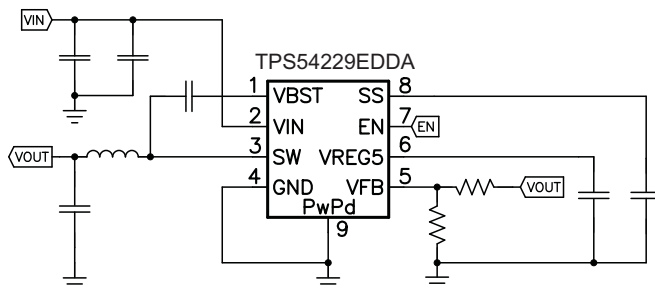 VIN
TPS54229EDDA
1 VBST SS 8
2 VIN EN 7 EN
VOUT 3 SW VREG5 6
4 GND VFB 5 VOUT
PwPd
9